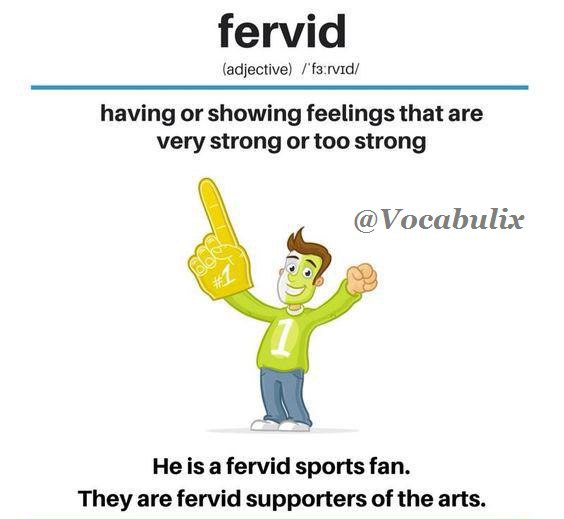 fervid
(adjective) /ˈfɜːrvɪd/
having or showing feelings that are
very strong or too strong
@Vocabulix
#1
1
He is a fervid sports fan.
They are fervid supporters of the arts.